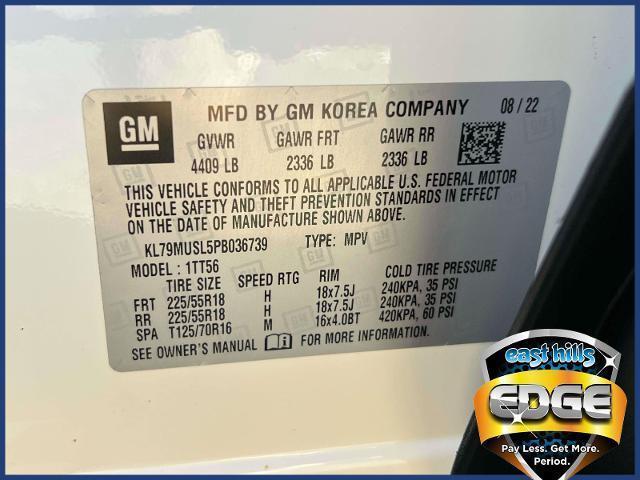 GM
MFD BY GM KOREA COMPANY 08/22
GVWR GAWR FRT GAWR RR
4409 LB 2336 LB 2336 LB
THIS VEHICLE CONFORMS TO ALL APPLICABLE U.S. FEDERAL MOTOR
VEHICLE SAFETY AND THEFT PREVENTION STANDARDS IN EFFECT
ON THE DATE OF MANUFACTURE SHOWN ABOVE.
KL79MUSL5PB036739 TYPE: MPV
MODEL: 1TT56
TIRE SIZE SPEED RTG RIM COLD TIRE PRESSURE
FRT 225/55R18 H 18x7.5J 240KPA, 35 PSI
RR 225/55R18 H 18x7.5J 240KPA, 35 PSI
SPA T125/70R16 M 16x4.0BT 420KPA, 60 PSI
SEE OWNER'S MANUAL FOR MORE INFORMATION.
east hills
EDGE
Pay Less. Get More.
Period.